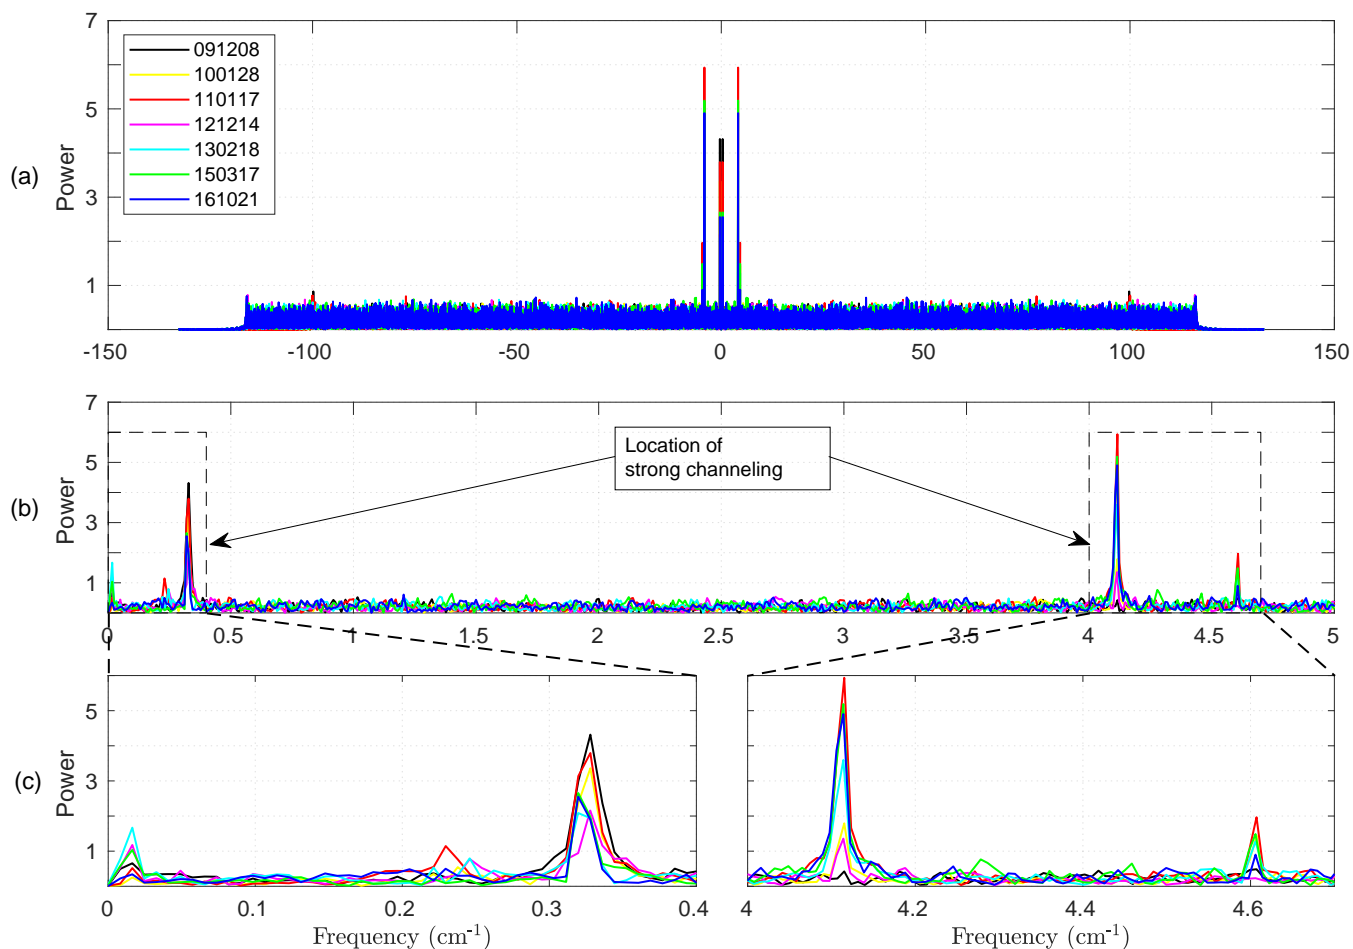 (a)
Power
7
5
3
1
091208
100128
110117
121214
130218
150317
161021
-150 -100 -50 0 50 100 150
(b)
Power
7
5
3
1
Location of
strong channeling
0 0.5 1 1.5 2 2.5 3 3.5 4 4.5 5
(c)
Power
5
3
1
0 0.1 0.2 0.3 0.4
Frequency (cm⁻¹)
4 4.2 4.4 4.6
Frequency (cm⁻¹)